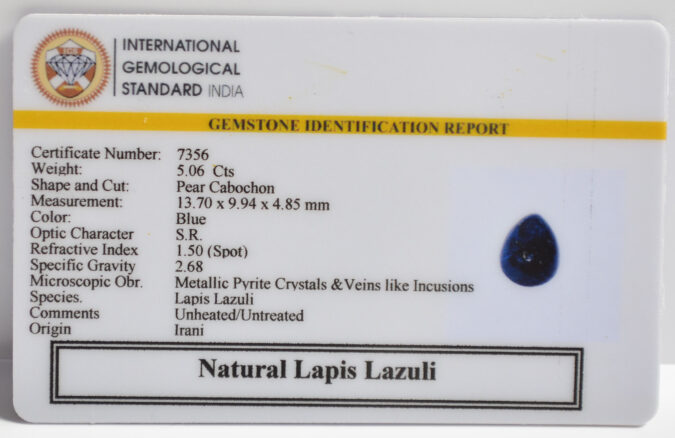 INTERNATIONAL
GEMOLOGICAL
STANDARD INDIA
GEMSTONE IDENTIFICATION REPORT
Certificate Number: 7356
Weight: 5.06 Cts
Shape and Cut: Pear Cabochon
Measurement: 13.70 x 9.94 x 4.85 mm
Color: Blue
Optic Character S.R.
Refractive Index 1.50 (Spot)
Specific Gravity 2.68
Microscopic Obr. Metallic Pyrite Crystals &Veins like Incusions
Species. Lapis Lazuli
Comments Unheated/Untreated
Origin Irani
Natural Lapis Lazuli